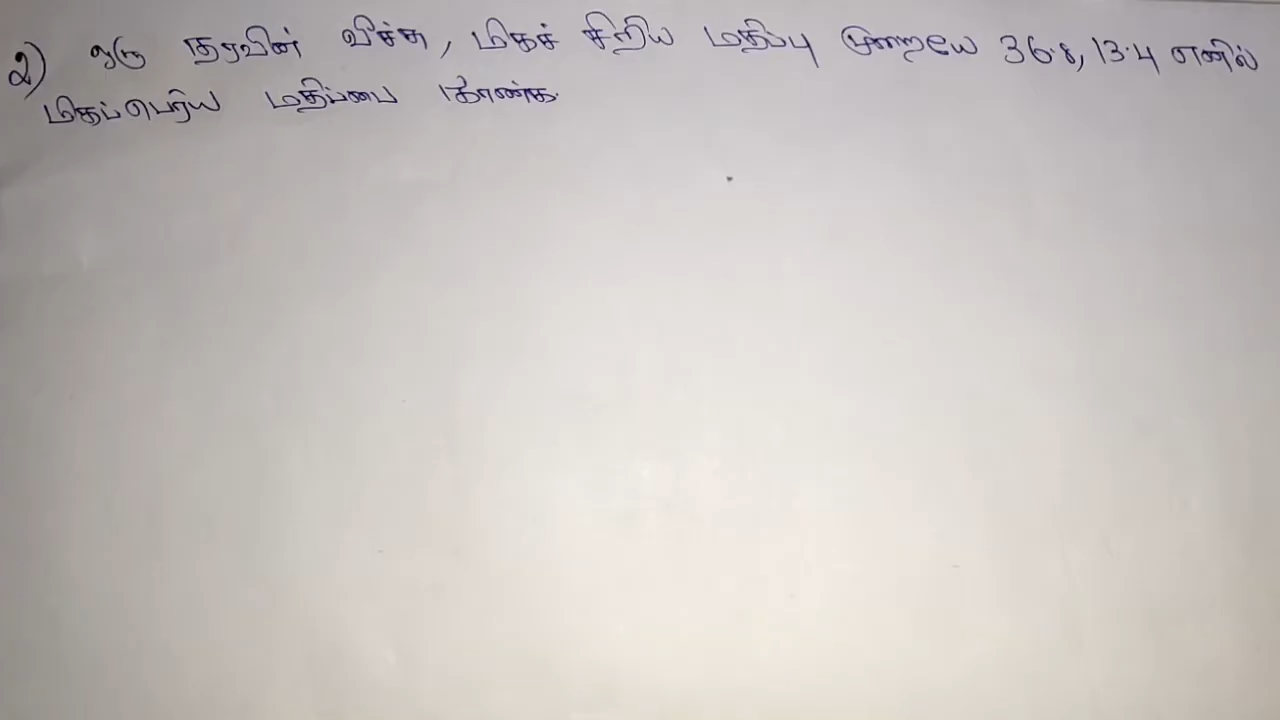 2) ஒரு தரவின் வீச்சு, மிகச் சிறிய மதிப்பு முறையே 36.8, 13.4 எனில்
மிகப்பெரிய மதிப்பை காண்க.